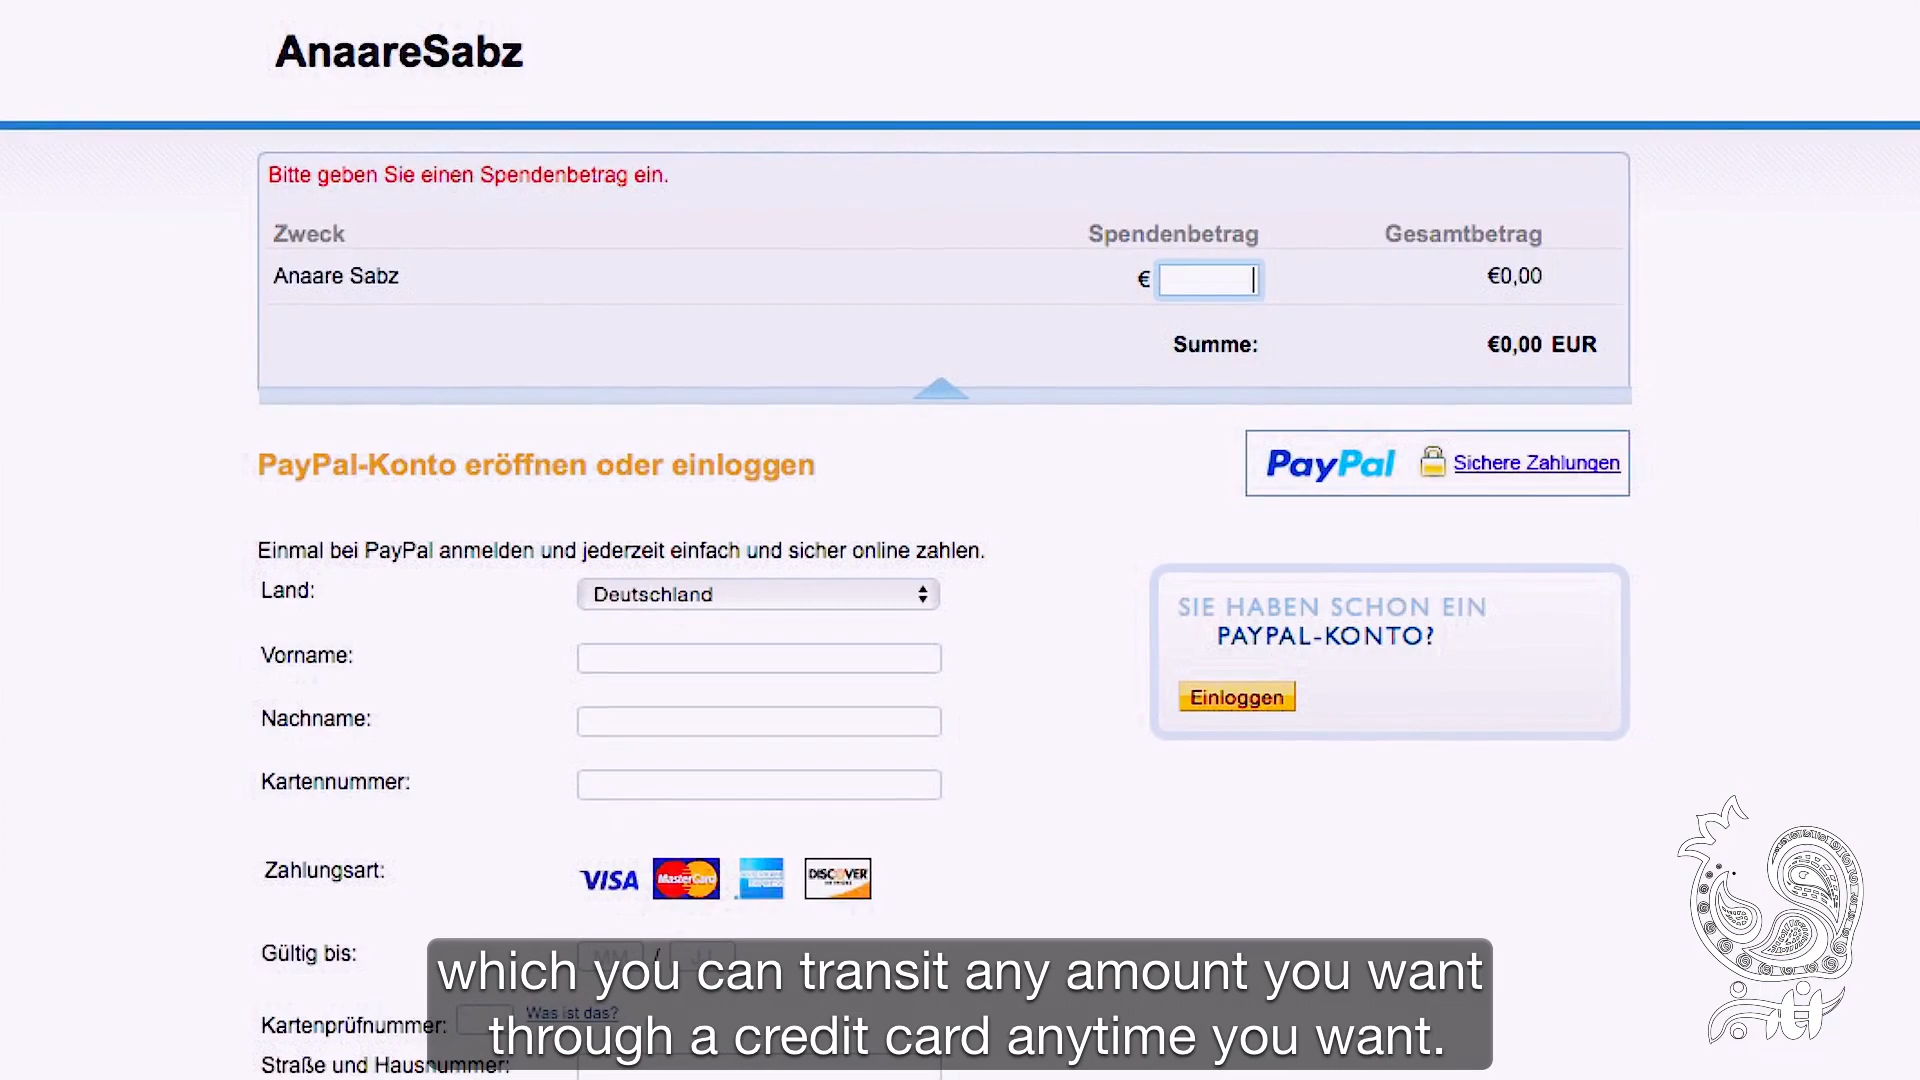 AnaareSabz
Bitte geben Sie einen Spendenbetrag ein.
Zweck Spendenbetrag Gesamtbetrag
Anaare Sabz € €0,00
Summe: €0,00 EUR
PayPal-Konto eröffnen oder einloggen
PayPal Sichere Zahlungen
Einmal bei PayPal anmelden und jederzeit einfach und sicher online zahlen.
Land: Deutschland
SIE HABEN SCHON EIN
PAYPAL-KONTO?
Vorname:
Einloggen
Nachname:
Kartennummer:
Zahlungsart: VISA MasterCard DISCOVER
Gültig bis: MM /
Kartenprüfnummer: Was ist das?
Straße und Hausnummer:
which you can transit any amount you want
through a credit card anytime you want.